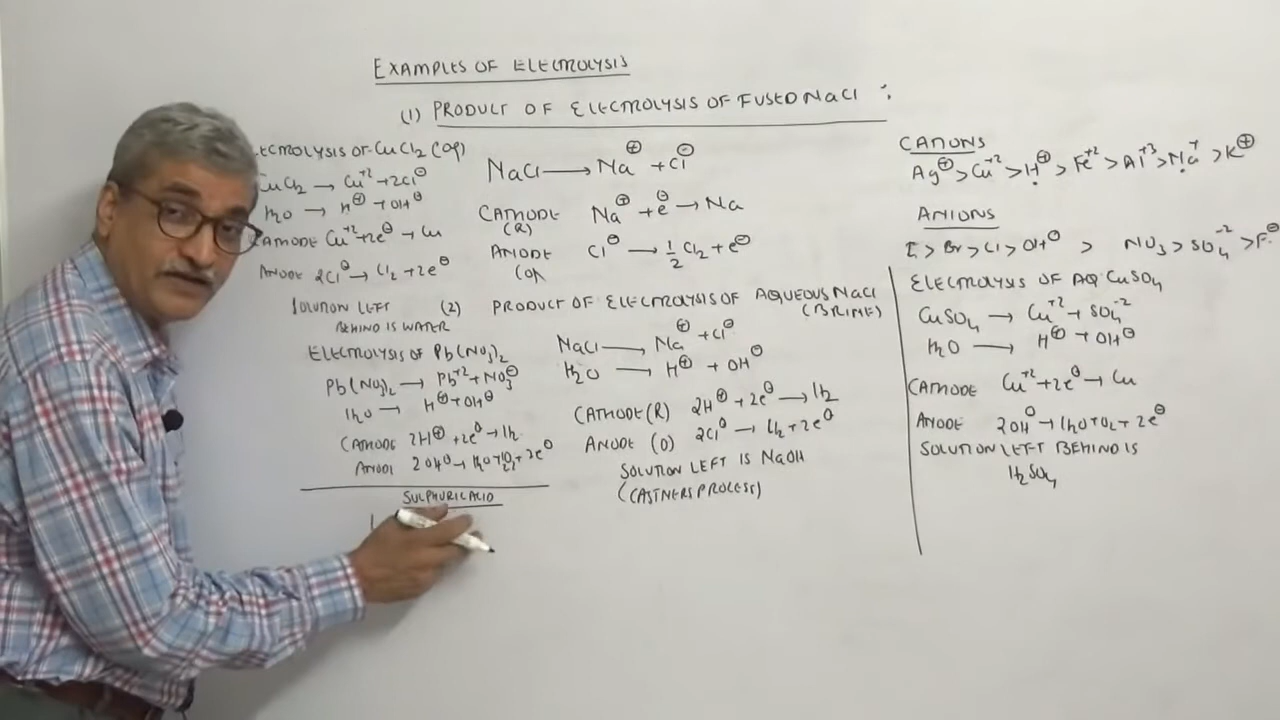 EXAMPLES OF ELECTROLYSIS
(1) PRODUCT OF ELECTROLYSIS OF FUSED NaCl :
NaCl → Na⊕ + Cl⊖
CATHODE Na⊕ + e⊖ → Na
(R)
ANODE Cl⊖ → 1/2 Cl2 + e⊖
(O)
(2) PRODUCT OF ELECTROLYSIS OF AQUEOUS NaCl
(BRINE)
NaCl → Na⊕ + Cl⊖
H2O → H⊕ + OH⊖
CATHODE (R) 2H⊕ + 2e⊖ → H2
ANODE (O) 2Cl⊖ → Cl2 + 2e⊖
SOLUTION LEFT IS NaOH
(CASTNERS PROCESS)
ECTROLYSIS OF CuCl2 (aq)
CuCl2 → Cu+2 + 2Cl⊖
H2O → H⊕ + OH⊖
CATHODE Cu+2 + 2e⊖ → Cu
ANODE 2Cl⊖ → Cl2 + 2e⊖
SOLUTION LEFT
BEHIND IS WATER
ELECTROLYSIS OF Pb(NO3)2
Pb(NO3)2 → Pb+2 + NO3⊖
H2O → H⊕ + OH⊖
CATHODE 2H⊕ + 2e⊖ → H2
ANODE 2OH⊖ → H2O + 1/2 O2 + 2e⊖
SULPHURIC ACID
CATIONS
Ag⊕ > Cu+2 > H⊕ > Fe+2 > Al+3 > Na+ > K⊕
ANIONS
I > Br > Cl > OH⊖ > NO3 > SO4-2 > F⊖
ELECTROLYSIS OF AQ CuSO4
CuSO4 → Cu+2 + SO4-2
H2O → H⊕ + OH⊖
CATHODE Cu+2 + 2e⊖ → Cu
ANODE 2OH⊖ → H2O + O2 + 2e⊖
SOLUTION LEFT BEHIND IS
H2SO4